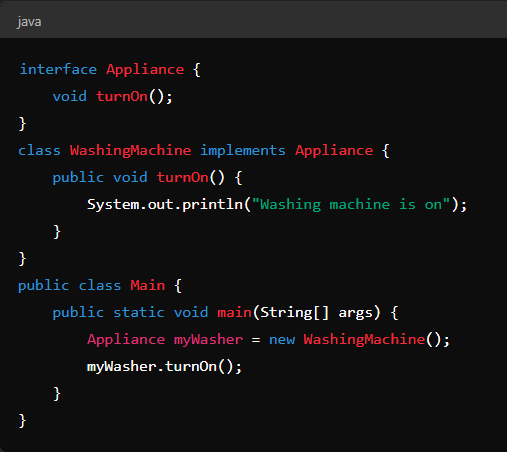 java
interface Appliance {
    void turnOn();
}
class WashingMachine implements Appliance {
    public void turnOn() {
        System.out.println("Washing machine is on");
    }
}
public class Main {
    public static void main(String[] args) {
        Appliance myWasher = new WashingMachine();
        myWasher.turnOn();
    }
}